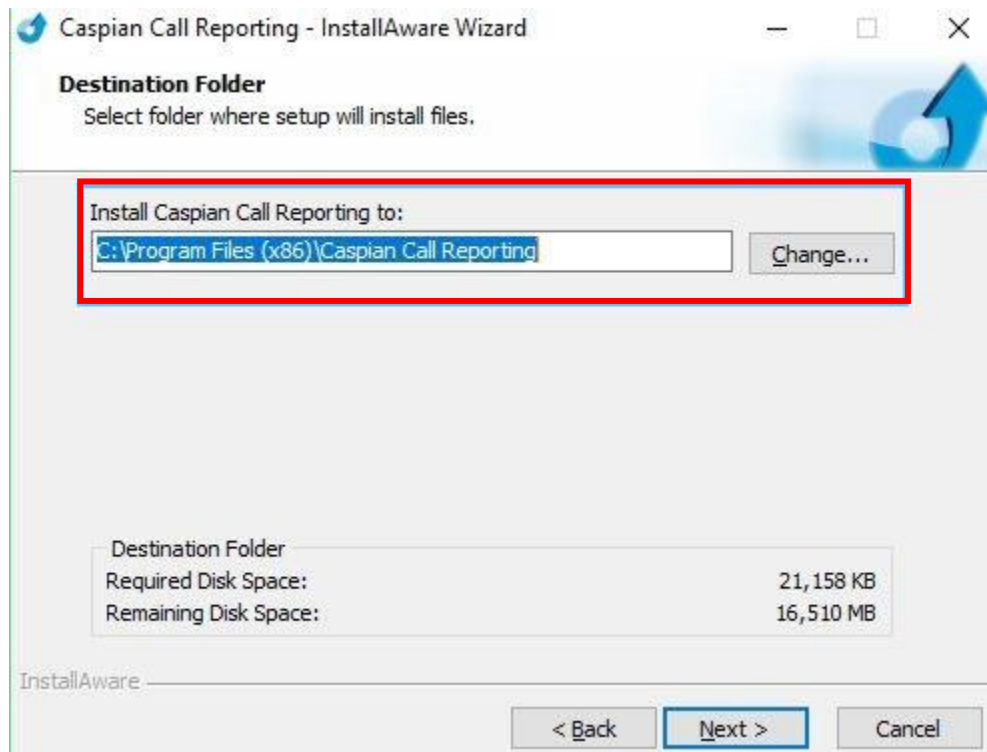 Caspian Call Reporting - InstallAware Wizard
Destination Folder
Select folder where setup will install files.
Install Caspian Call Reporting to:
C:\Program Files (x86)\Caspian Call Reporting
Change...
Destination Folder
Required Disk Space: 21,158 KB
Remaining Disk Space: 16,510 MB
InstallAware
< Back Next > Cancel